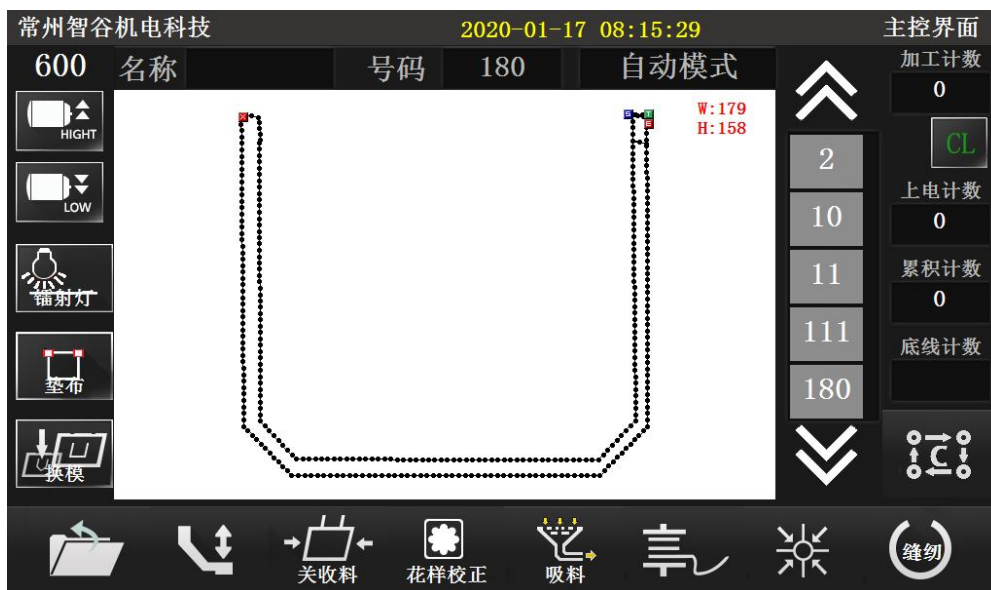 常州智谷机电科技 2020-01-17 08:15:29 主控界面
600 名称 号码 180 自动模式 加工计数
0
HIGHT
W:179
H:158
CL
2
LOW
上电计数
10
0
镭射灯
11
累积计数
0
111
底线计数
垫布
180
换模
S T
E
X
C
关收料 花样校正 吸料 缝纫